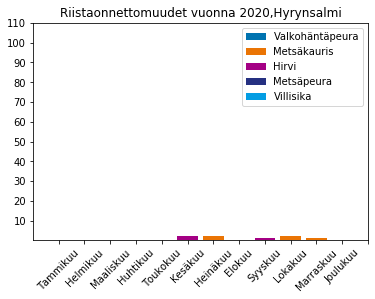 Riistaonnettomuudet vuonna 2020,Hyrynsalmi
110
100
90
80
70
60
50
40
30
20
10
Valkohäntäpeura
Metsäkauris
Hirvi
Metsäpeura
Villisika
Tammikuu
Helmikuu
Maaliskuu
Huhtikuu
Toukokuu
Kesäkuu
Heinäkuu
Elokuu
Syyskuu
Lokakuu
Marraskuu
Joulukuu